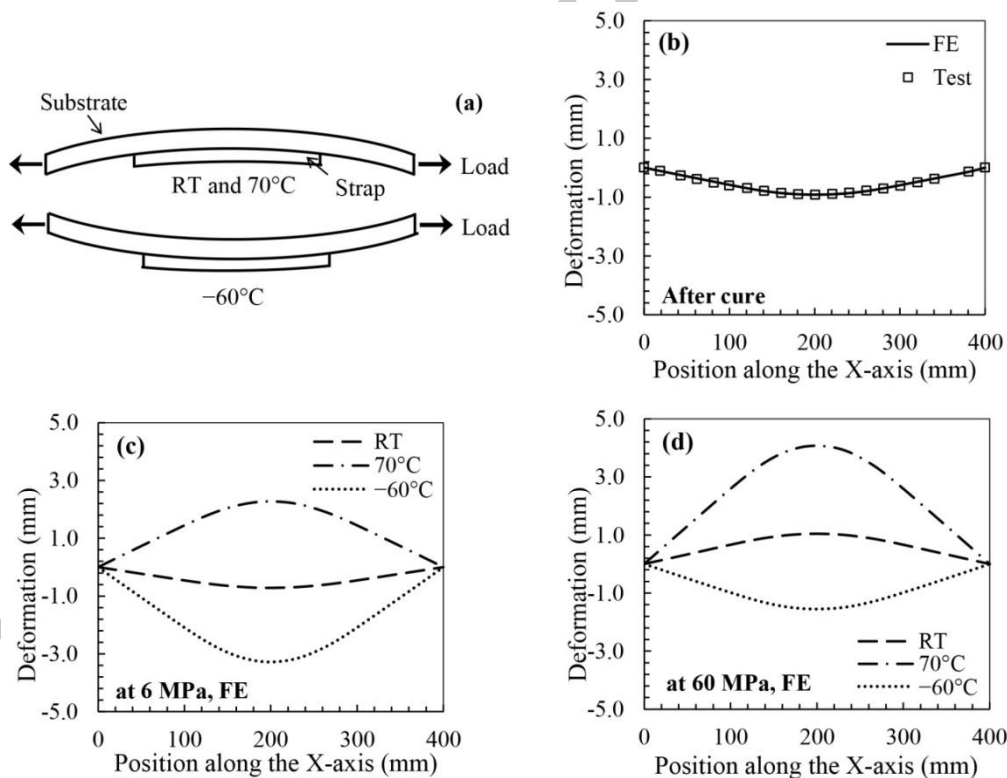 (a)
Substrate
Load
RT and 70°C
Strap
Load
−60°C
(b)
FE
Test
Deformation (mm)
5.0
3.0
1.0
-1.0
-3.0
-5.0
After cure
0
100
200
300
400
Position along the X-axis (mm)
(c)
RT
70°C
−60°C
Deformation (mm)
5.0
3.0
1.0
-1.0
-3.0
-5.0
at 6 MPa, FE
0
100
200
300
400
Position along the X-axis (mm)
(d)
Deformation (mm)
5.0
3.0
1.0
-1.0
-3.0
-5.0
RT
70°C
−60°C
at 60 MPa, FE
0
100
200
300
400
Position along the X-axis (mm)